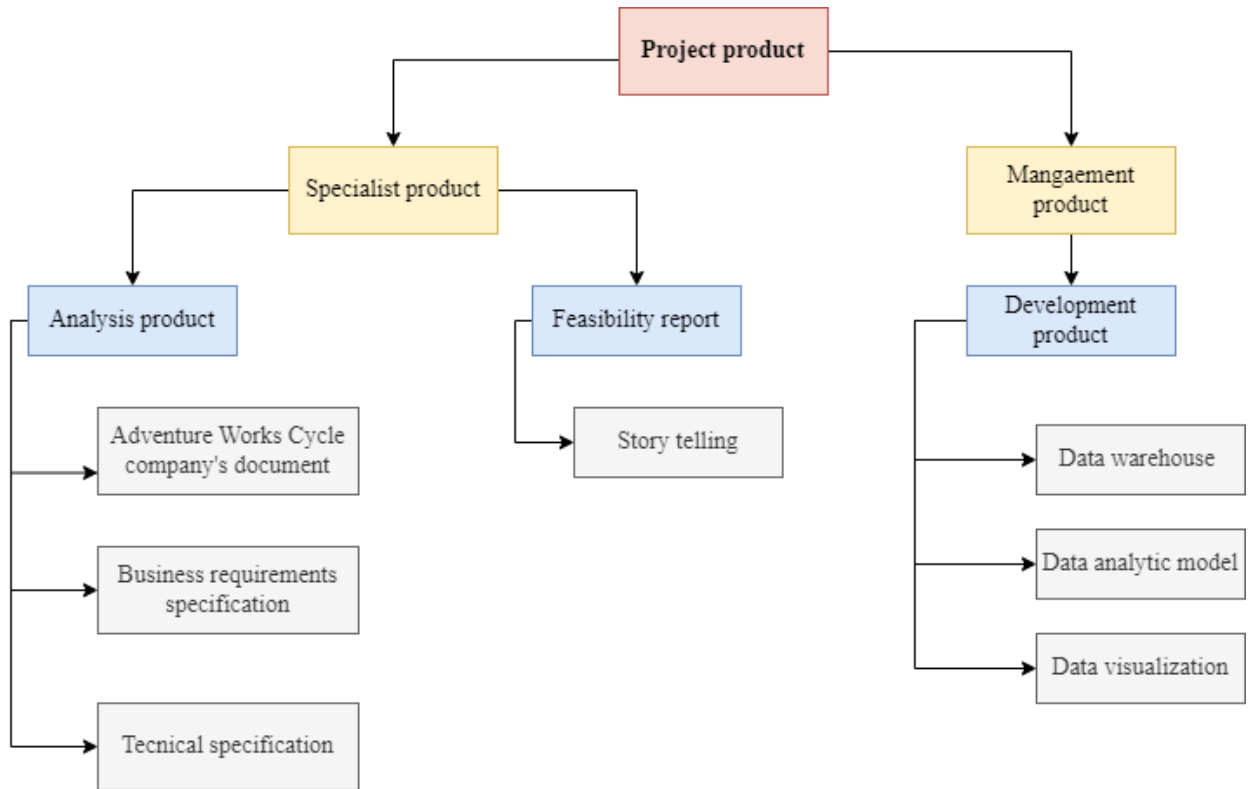 Project product
Specialist product
Mangaement
product
Analysis product
Feasibility report
Development
product
Adventure Works Cycle
company's document
Story telling
Data warehouse
Business requirements
specification
Data analytic model
Data visualization
Tecnical specification